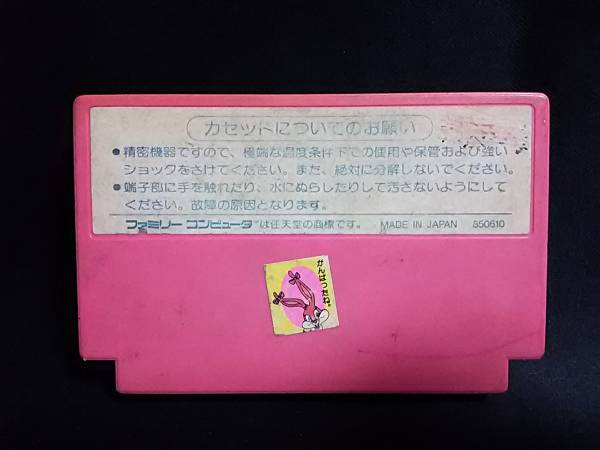 カセットについてのお願い
●精密機器ですので、極端な温度条件下での使用や保管および強い
ショックをさけてください。また、絶対に分解しないでください。
●端子部に手を触れたり、水にぬらしたりして汚さないようにして
ください。故障の原因となります。
ファミリー コンピュータ™は任天堂の商標です。 MADE IN JAPAN 850610
がんばったね。